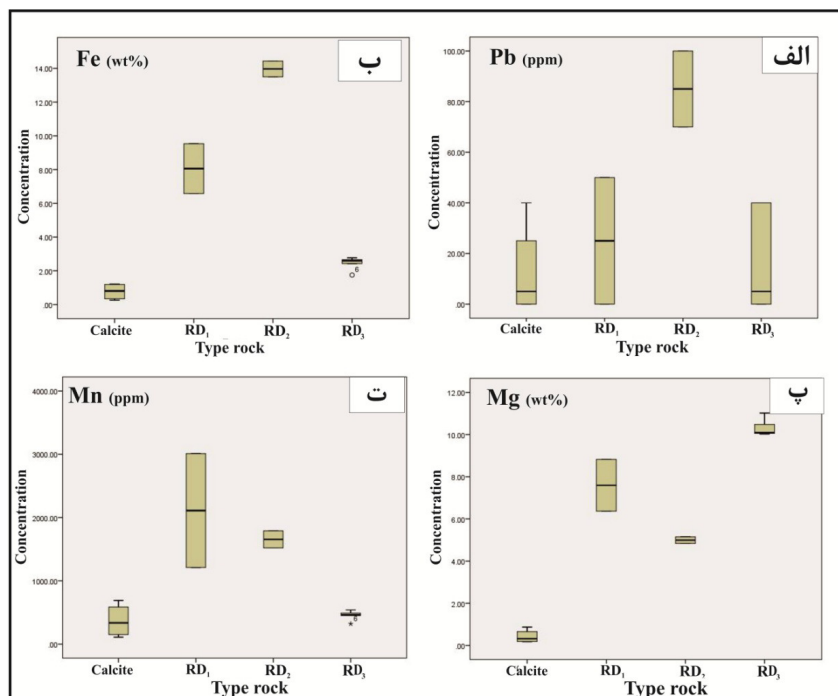 Fe (wt%)
ب
14.00
12.00
10.00
8.00
6.00
4.00
2.00
.00
Concentration
6
Calcite
RD₁
RD₂
RD₃
Type rock
Pb (ppm)
الف
100.00
80.00
60.00
40.00
20.00
.00
Concentration
Calcite
RD₁
RD₂
RD₃
Type rock
Mn (ppm)
ت
4000.00
3000.00
2000.00
1000.00
.00
Concentration
Calcite
RD₁
RD₂
RD₃
Type rock
Mg (wt%)
پ
12.00
10.00
8.00
6.00
4.00
2.00
.00
Concentration
Calcite
RD₁
RD₂
RD₃
Type rock